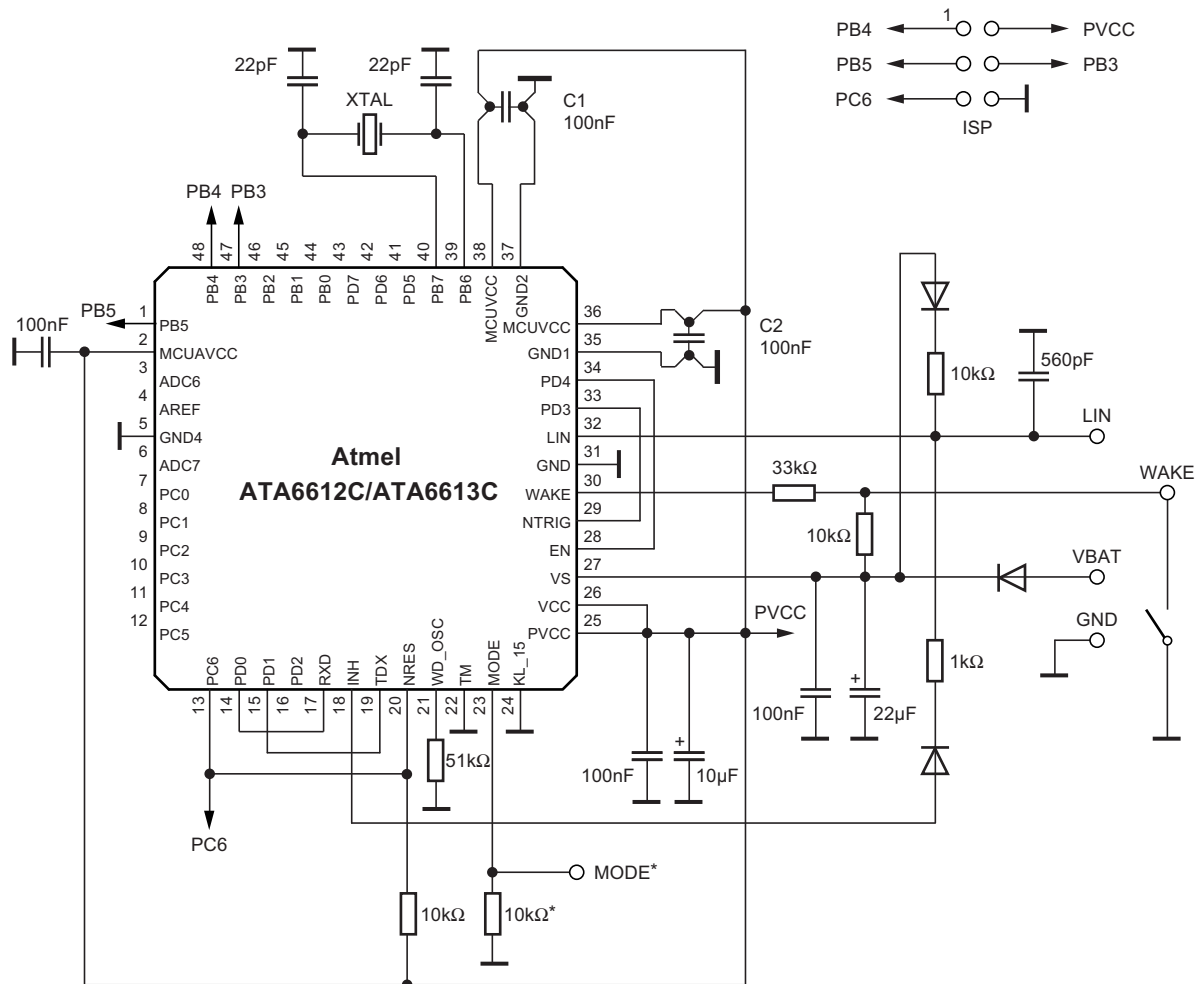 PB4 1 PVCC
PB5 PB3
PC6
ISP
22pF 22pF
XTAL
C1
100nF
PB4 PB3
48 47 46 45 44 43 42 41 40 39 38 37
PB4 PB3 PB2 PB1 PB0 PD7 PD6 PD5 PB7 PB6 MCUVCC GND2
PB5
100nF
1 PB5
2 MCUAVCC
3 ADC6
4 AREF
5 GND4
6 ADC7
7 PC0
8 PC1
9 PC2
10 PC3
11 PC4
12 PC5
Atmel
ATA6612C/ATA6613C
36 MCUVCC
35 GND1
34 PD4
33 PD3
32 LIN
31 GND
30 WAKE
29 NTRIG
28 EN
27 VS
26 VCC
25 PVCC
C2
100nF
10kΩ
560pF
LIN
33kΩ
WAKE
10kΩ
VBAT
PVCC
GND
1kΩ
PC6 PD0 PD1 PD2 RXD INH TDX NRES WD_OSC TM MODE KL_15
13 14 15 16 17 18 19 20 21 22 23 24
100nF
+
22µF
51kΩ
100nF
+
10µF
PC6
MODE*
10kΩ
10kΩ*